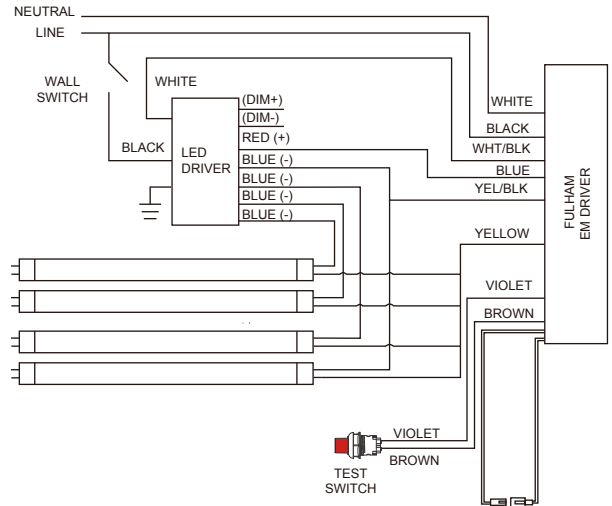 NEUTRAL
LINE
WALL
SWITCH
WHITE
BLACK
LED
DRIVER
(DIM+)
(DIM-)
RED (+)
BLUE (-)
BLUE (-)
BLUE (-)
BLUE (-)
WHITE
BLACK
WHT/BLK
BLUE
YEL/BLK
YELLOW
VIOLET
BROWN
FULHAM
EM DRIVER
VIOLET
BROWN
TEST
SWITCH